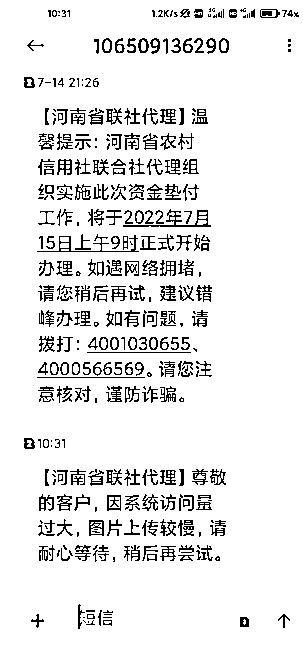 10:31
1.2K/s
74%
106509136290
7-14 21:26
【河南省联社代理】温
馨提示：河南省农村
信用社联合社代理组
织实施此次资金垫付
工作，将于2022年7月
15日上午9时正式开始
办理。如遇网络拥堵，
请您稍后再试，建议错
峰办理。如有问题，请
拨打：4001030655、
4000566569。请您注
意核对，谨防诈骗。
10:31
【河南省联社代理】尊敬
的客户，因系统访问量
过大，图片上传较慢，请
耐心等待，稍后再尝试。
短信